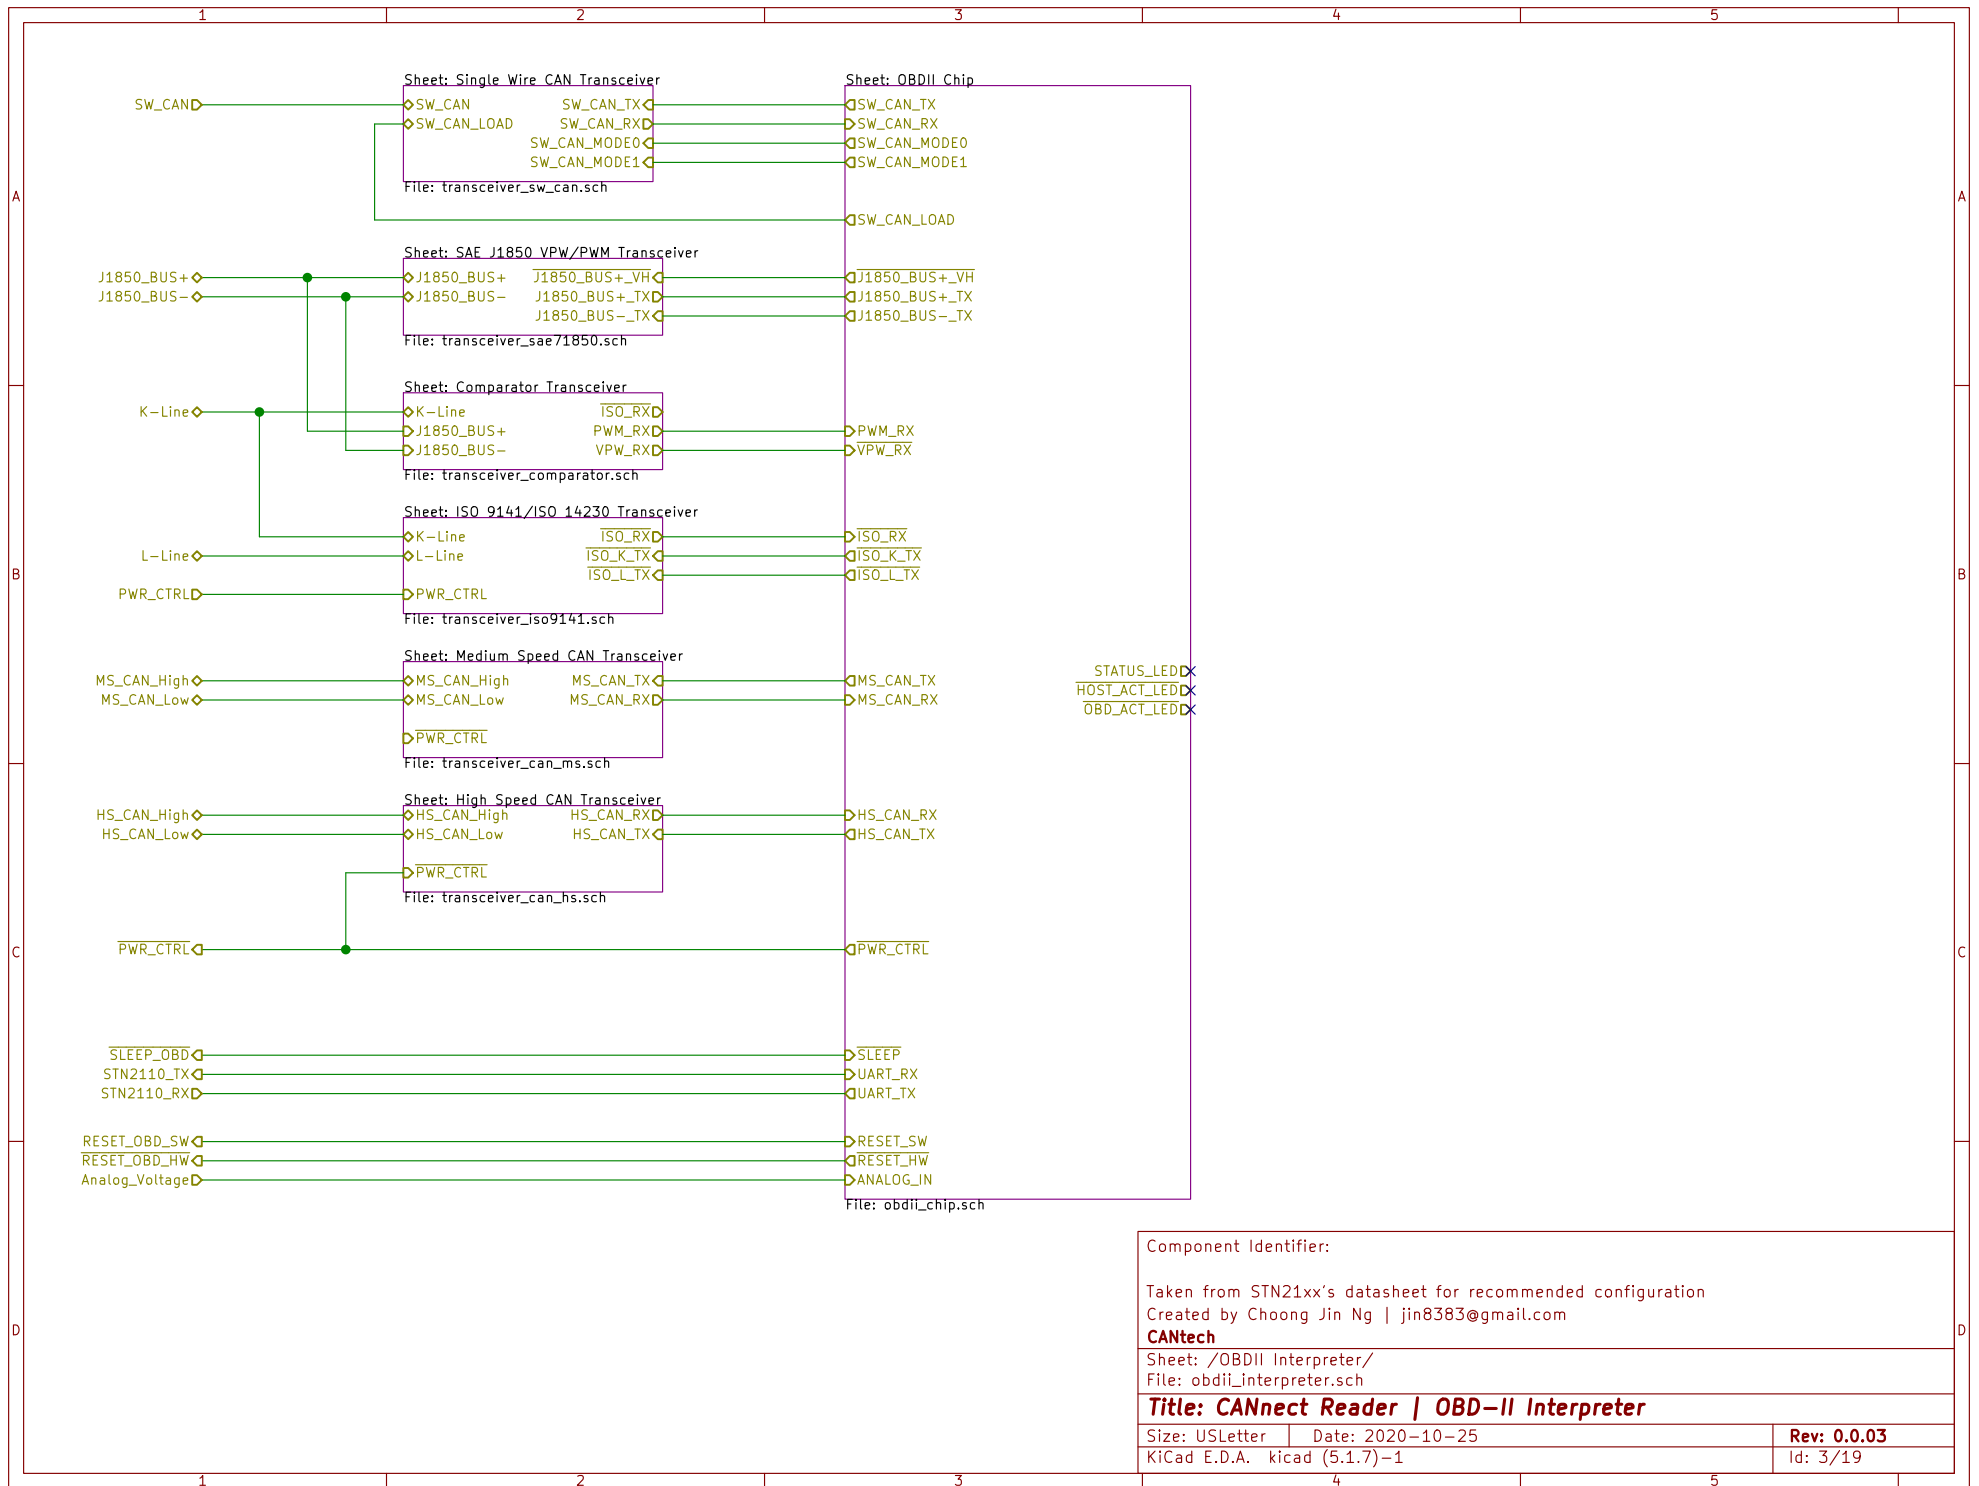 1 2 3 4 5
Sheet: Single Wire CAN Transceiver
Sheet: OBDII Chip
SW_CAN SW_CAN SW_CAN_TX SW_CAN_TX
SW_CAN_LOAD SW_CAN_RX SW_CAN_RX
SW_CAN_MODE0 SW_CAN_MODE0
SW_CAN_MODE1 SW_CAN_MODE1
File: transceiver_sw_can.sch
A A
SW_CAN_LOAD
Sheet: SAE J1850 VPW/PWM Transceiver
J1850_BUS+ J1850_BUS+ J1850_BUS+_VH J1850_BUS+_VH
J1850_BUS- J1850_BUS- J1850_BUS+_TX J1850_BUS+_TX
J1850_BUS-_TX J1850_BUS-_TX
File: transceiver_sae71850.sch
Sheet: Comparator Transceiver
K-Line K-Line ISO_RX
J1850_BUS+ PWM_RX PWM_RX
J1850_BUS- VPW_RX VPW_RX
File: transceiver_comparator.sch
Sheet: ISO 9141/ISO 14230 Transceiver
K-Line ISO_RX ISO_RX
L-Line L-Line ISO_K_TX ISO_K_TX
B ISO_L_TX ISO_L_TX B
PWR_CTRL PWR_CTRL
File: transceiver_iso9141.sch
Sheet: Medium Speed CAN Transceiver
STATUS_LED
MS_CAN_High MS_CAN_High MS_CAN_TX MS_CAN_TX
HOST_ACT_LED
MS_CAN_Low MS_CAN_Low MS_CAN_RX MS_CAN_RX
OBD_ACT_LED
PWR_CTRL
File: transceiver_can_ms.sch
Sheet: High Speed CAN Transceiver
HS_CAN_High HS_CAN_High HS_CAN_RX HS_CAN_RX
HS_CAN_Low HS_CAN_Low HS_CAN_TX HS_CAN_TX
PWR_CTRL
File: transceiver_can_hs.sch
PWR_CTRL PWR_CTRL
C C
SLEEP_OBD SLEEP
STN2110_TX UART_RX
STN2110_RX UART_TX
RESET_OBD_SW RESET_SW
RESET_OBD_HW RESET_HW
Analog_Voltage ANALOG_IN
File: obdii_chip.sch
Component Identifier:
Taken from STN21xx's datasheet for recommended configuration
Created by Choong Jin Ng | jin8383@gmail.com
D D
CANtech
Sheet: /OBDII Interpreter/
File: obdii_interpreter.sch
Title: CANnect Reader | OBD-II Interpreter
Size: USLetter Date: 2020-10-25 Rev: 0.0.03
KiCad E.D.A. kicad (5.1.7)-1 Id: 3/19
1 2 3 4 5